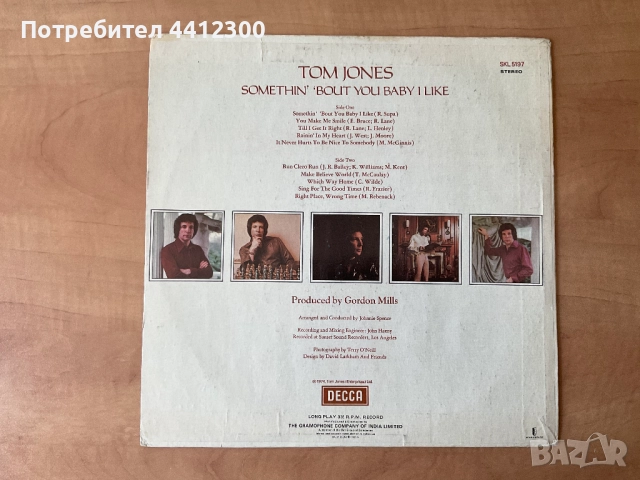 Потребител 4412300
SKL.5197
STEREO
TOM JONES
SOMETHIN' 'BOUT YOU BABY I LIKE
Side One
Somethin' 'Bout You Baby I Like (R. Supa)
You Make Me Smile (E. Bruce; R. Lane)
Till I Get It Right (R. Lane; L. Henley)
Rainin' In My Heart (J. West; J. Moore)
It Never Hurts To Be Nice To Somebody (M. McGinnis)
Side Two
Run Clero Run (J. R. Bailey; K. Williams; M. Kent)
Make Believe World (T. McCaulay)
Which Way Home (C. Wilde)
Sing For The Good Times (R. Frazier)
Right Place, Wrong Time (M. Rebenack)
Produced by Gordon Mills
Arranged and Conducted by Johnnie Spence
Recording and Mixing Engineer: John Haeny
Recorded at Sunset Sound Recorders, Los Angeles
Photography by Terry O'Neill
Design by David Larkham And Friends
DECCA
LONG PLAY 33 R.P.M. RECORD
THE GRAMOPHONE COMPANY OF INDIA LIMITED
bazar